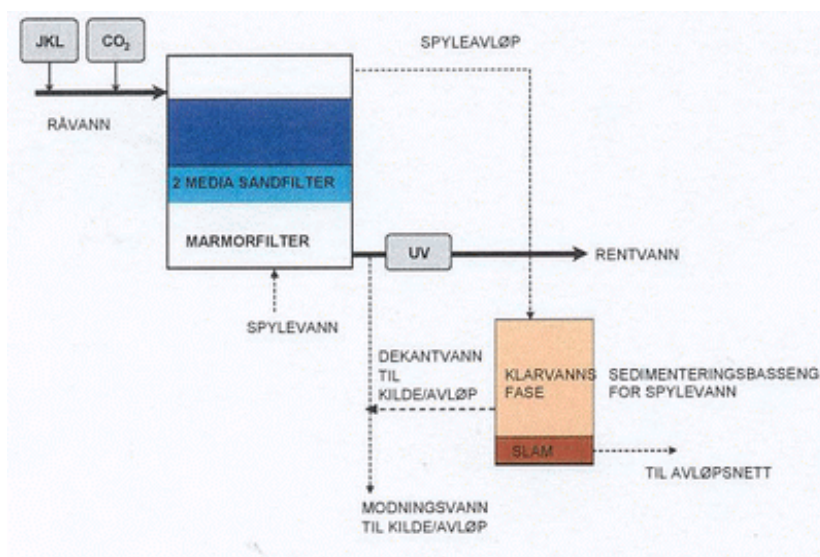 JKL
CO₂
SPYLEAVLØP
RÅVANN
2 MEDIA SANDFILTER
MARMORFILTER
UV
RENTVANN
SPYLEVANN
DEKANTVANN
TIL
KILDE/AVLØP
KLARVANNS
FASE
SEDIMENTERINGSBASSENG
FOR SPYLEVANN
SLAM
TIL AVLØPSNETT
MODNINGSVANN
TIL KILDE/AVLØP